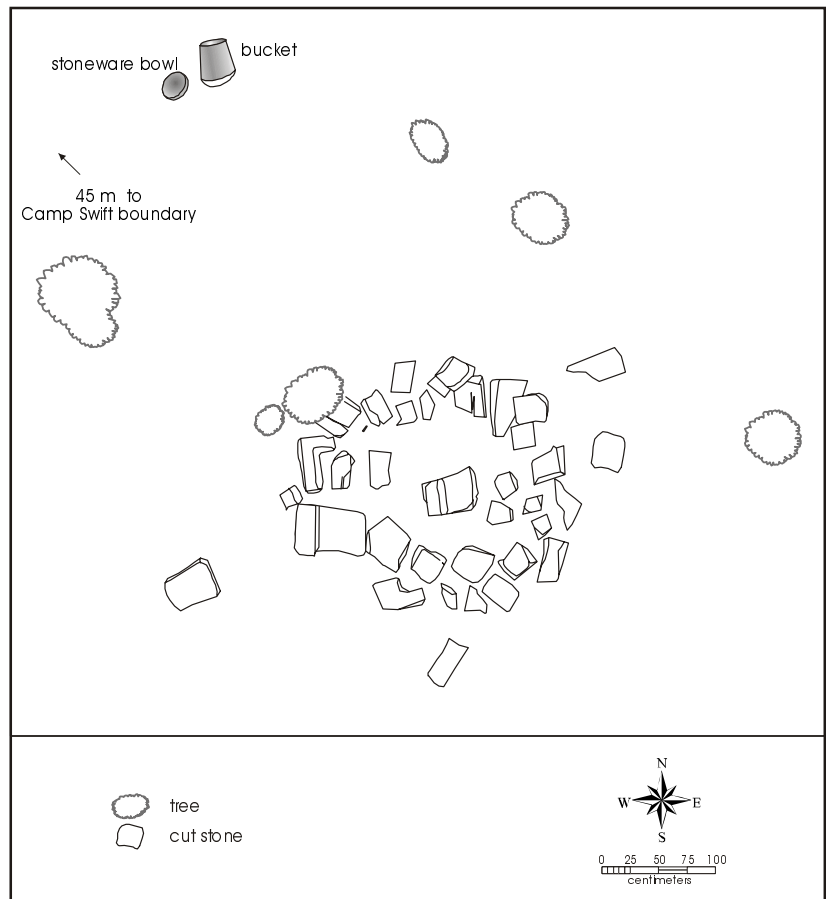 bucket
stoneware bowl
45 m to
Camp Swift boundary
tree
cut stone
N
W E
S
0 25 50 75 100
centimeters